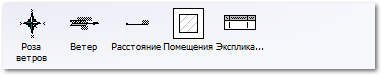 Роза ветров
Ветер
Расстояние
Помещения
Эксплика...